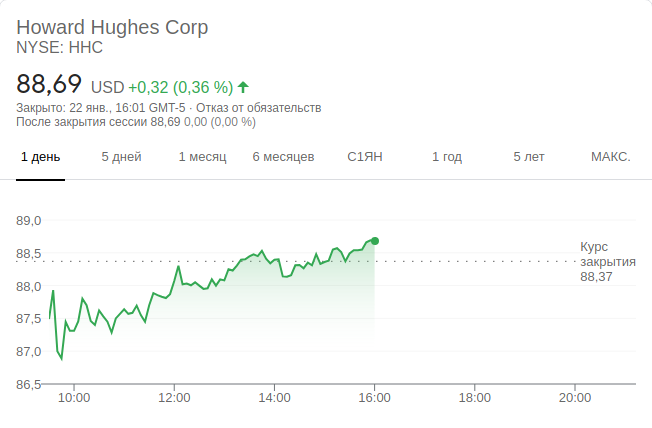 Howard Hughes Corp
NYSE: HHC
88,69 USD +0,32 (0,36 %)
Закрыто: 22 янв., 16:01 GMT-5 · Отказ от обязательств
После закрытия сессии 88,69 0,00 (0,00 %)
1 день 5 дней 1 месяц 6 месяцев С1ЯН 1 год 5 лет МАКС.
89,0
88,5
88,0
87,5
87,0
86,5
Курс
закрытия
88,37
10:00 12:00 14:00 16:00 18:00 20:00